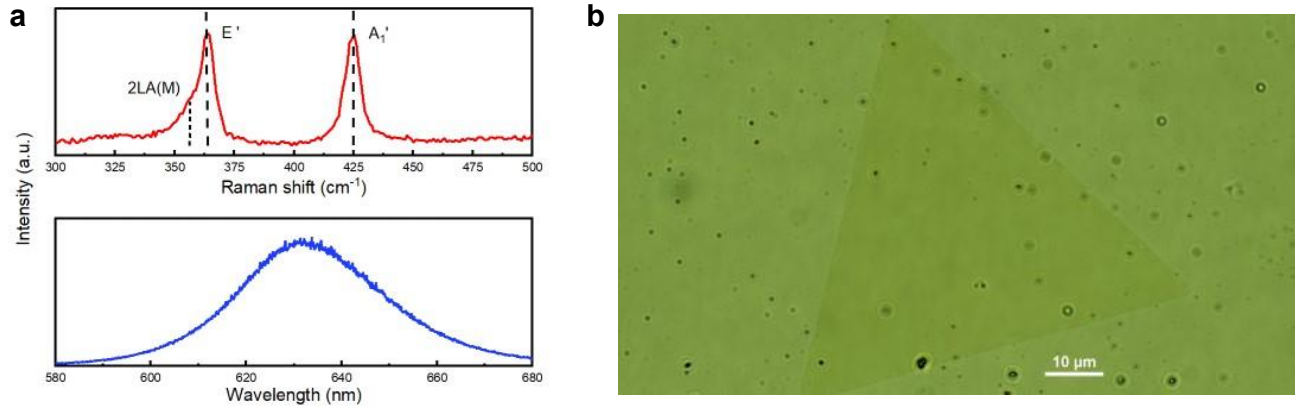 a
E'
A₁'
2LA(M)
300 325 350 375 400 425 450 475 500
Raman shift (cm⁻¹)
Intensity (a.u.)
580 600 620 640 660 680
Wavelength (nm)
b
10 µm